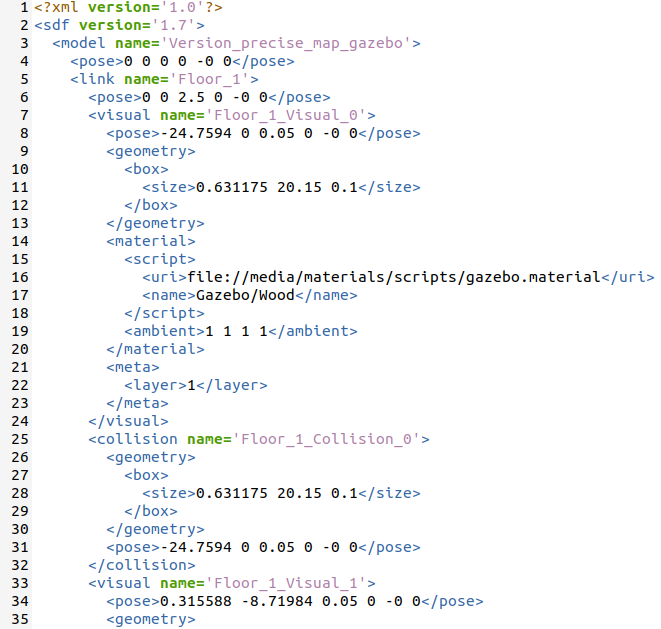 1 <?xml version='1.0'?>
2 <sdf version='1.7'>
3   <model name='Version_precise_map_gazebo'>
4     <pose>0 0 0 0 -0 0</pose>
5     <link name='Floor_1'>
6       <pose>0 0 2.5 0 -0 0</pose>
7       <visual name='Floor_1_Visual_0'>
8         <pose>-24.7594 0 0.05 0 -0 0</pose>
9         <geometry>
10           <box>
11             <size>0.631175 20.15 0.1</size>
12           </box>
13         </geometry>
14         <material>
15           <script>
16             <uri>file://media/materials/scripts/gazebo.material</uri>
17             <name>Gazebo/Wood</name>
18           </script>
19           <ambient>1 1 1 1</ambient>
20         </material>
21         <meta>
22           <layer>1</layer>
23         </meta>
24       </visual>
25       <collision name='Floor_1_Collision_0'>
26         <geometry>
27           <box>
28             <size>0.631175 20.15 0.1</size>
29           </box>
30         </geometry>
31         <pose>-24.7594 0 0.05 0 -0 0</pose>
32       </collision>
33       <visual name='Floor_1_Visual_1'>
34         <pose>0.315588 -8.71984 0.05 0 -0 0</pose>
35         <geometry>